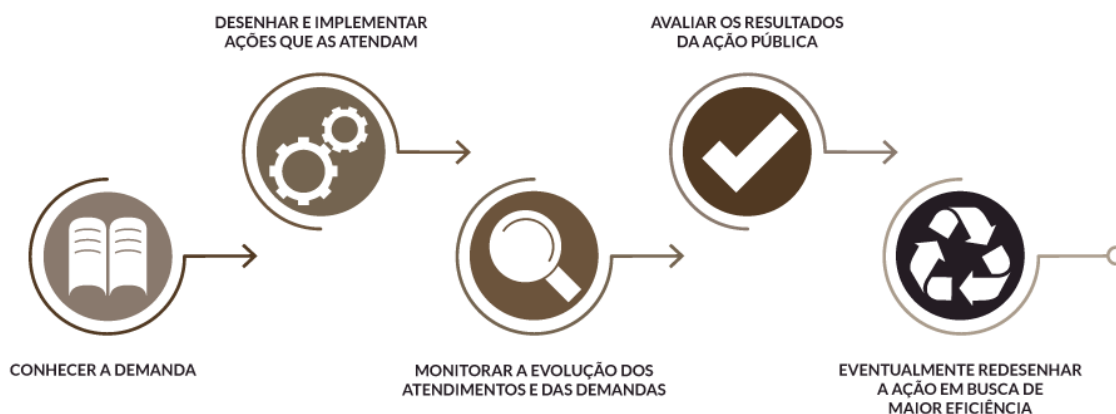 CONHECER A DEMANDA
DESENHAR E IMPLEMENTAR
AÇÕES QUE AS ATENDAM
MONITORAR A EVOLUÇÃO DOS
ATENDIMENTOS E DAS DEMANDAS
AVALIAR OS RESULTADOS
DA AÇÃO PÚBLICA
EVENTUALMENTE REDESENHAR
A AÇÃO EM BUSCA DE
MAIOR EFICIÊNCIA